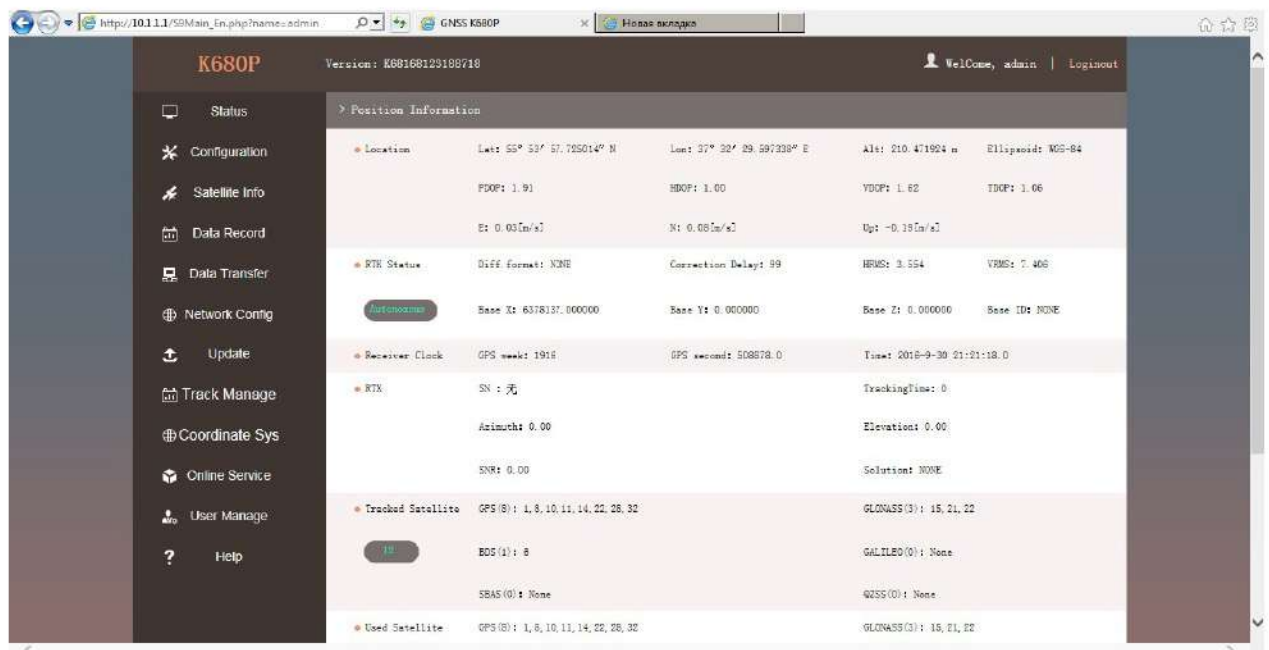 http://10.1.1.1/S9Main_En.php?name=admin
GNSS K680P
Новая вкладка
K680P
Version: K68168123188718
WelCome, admin | Loginout
Status
Configuration
Satellite Info
Data Record
Data Transfer
Network Config
Update
Track Manage
Coordinate Sys
Online Service
User Manage
Help
> Position Information
Location Lat: 55° 53′ 57.725014″ N Lon: 37° 32′ 29.597338″ E Alt: 210.471924 m Ellipsoid: WGS-84
PDOP: 1.91 HDOP: 1.00 VDOP: 1.62 TDOP: 1.06
E: 0.03[m/s] N: 0.08[m/s] Up: -0.19[m/s]
RTK Status Diff.format: NONE Correction Delay: 99 HRMS: 3.554 VRMS: 7.406
Autonomous Base X: 6378137.000000 Base Y: 0.000000 Base Z: 0.000000 Base ID: NONE
Receiver Clock GPS week: 1916 GPS second: 508878.0 Time: 2016-9-30 21:21:18.0
RTX SN : 无 TrackingTime: 0
Azimuth: 0.00 Elevation: 0.00
SNR: 0.00 Solution: NONE
Tracked Satellite GPS(8): 1,8,10,11,14,22,28,32 GLONASS(3): 15,21,22
BDS(1): 8 GALILEO(0): None
SBAS(0): None QZSS(0): None
Used Satellite GPS(8): 1,8,10,11,14,22,28,32 GLONASS(3): 15,21,22